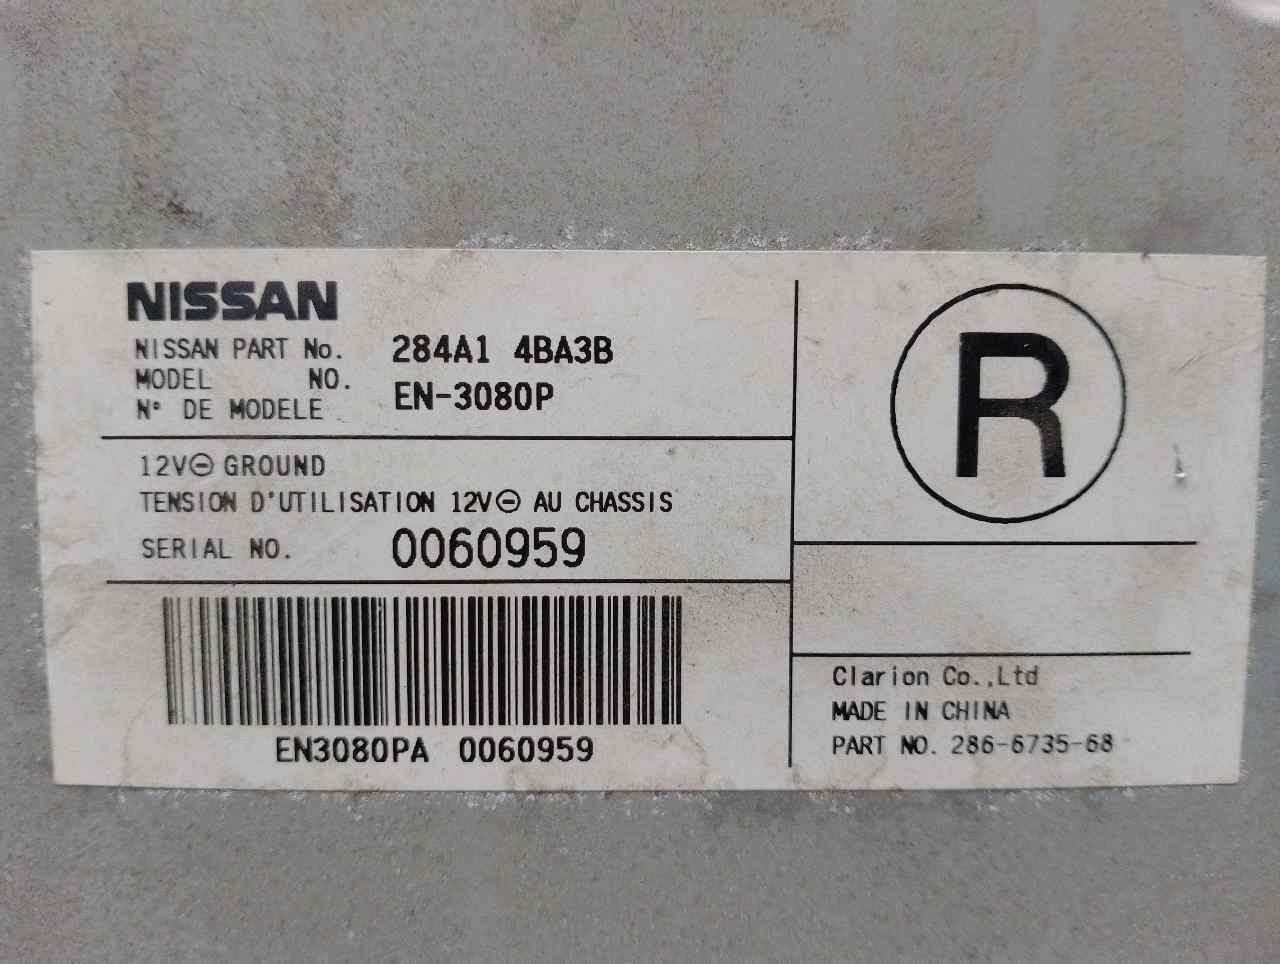 NISSAN
NISSAN PART No. 284A1 4BA3B
MODEL NO. EN-3080P
N° DE MODELE
12V⊖ GROUND
TENSION D'UTILISATION 12V⊖ AU CHASSIS
SERIAL NO. 0060959
EN3080PA 0060959
R
Clarion Co.,Ltd
MADE IN CHINA
PART NO. 286-6735-68